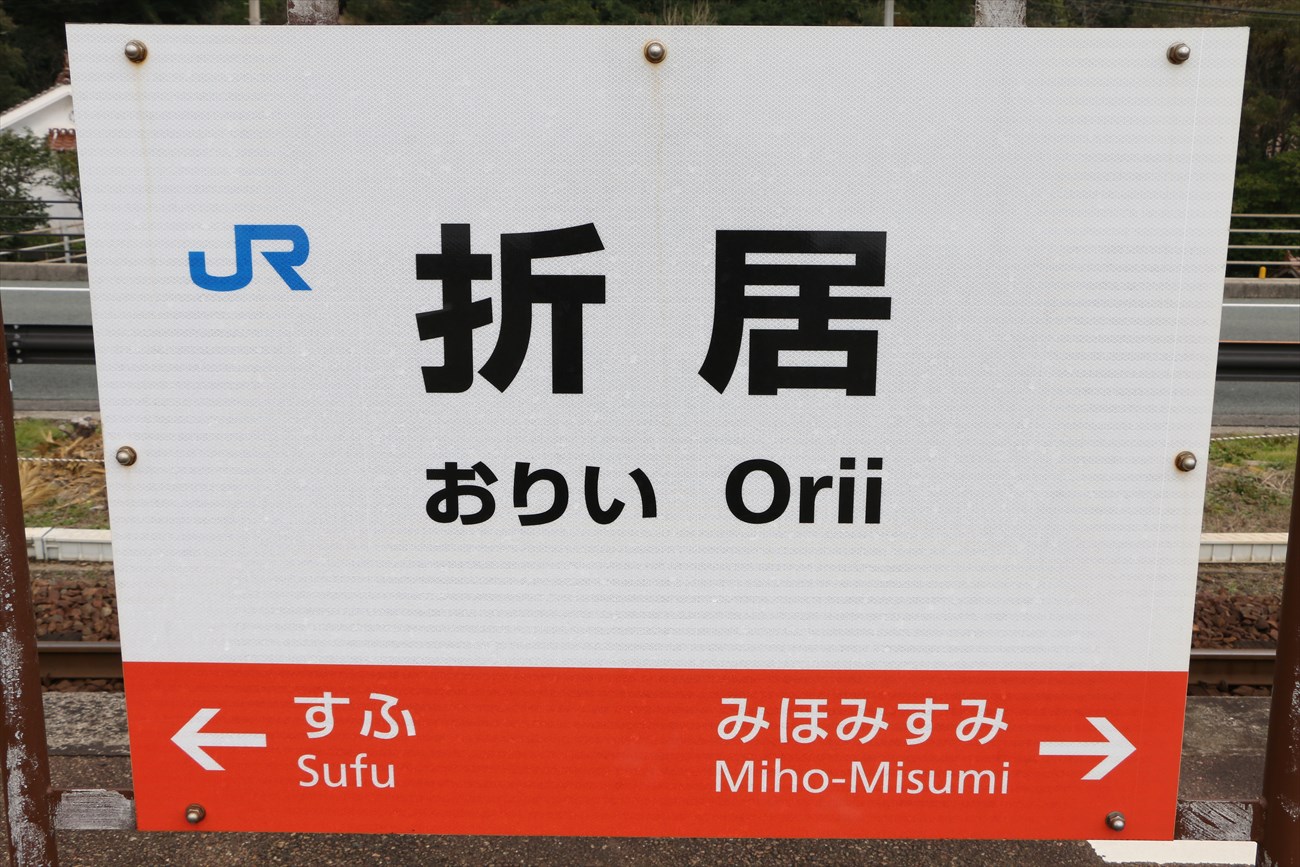 JR
折居
おりい Orii
← すふ
Sufu
みほみすみ →
Miho-Misumi